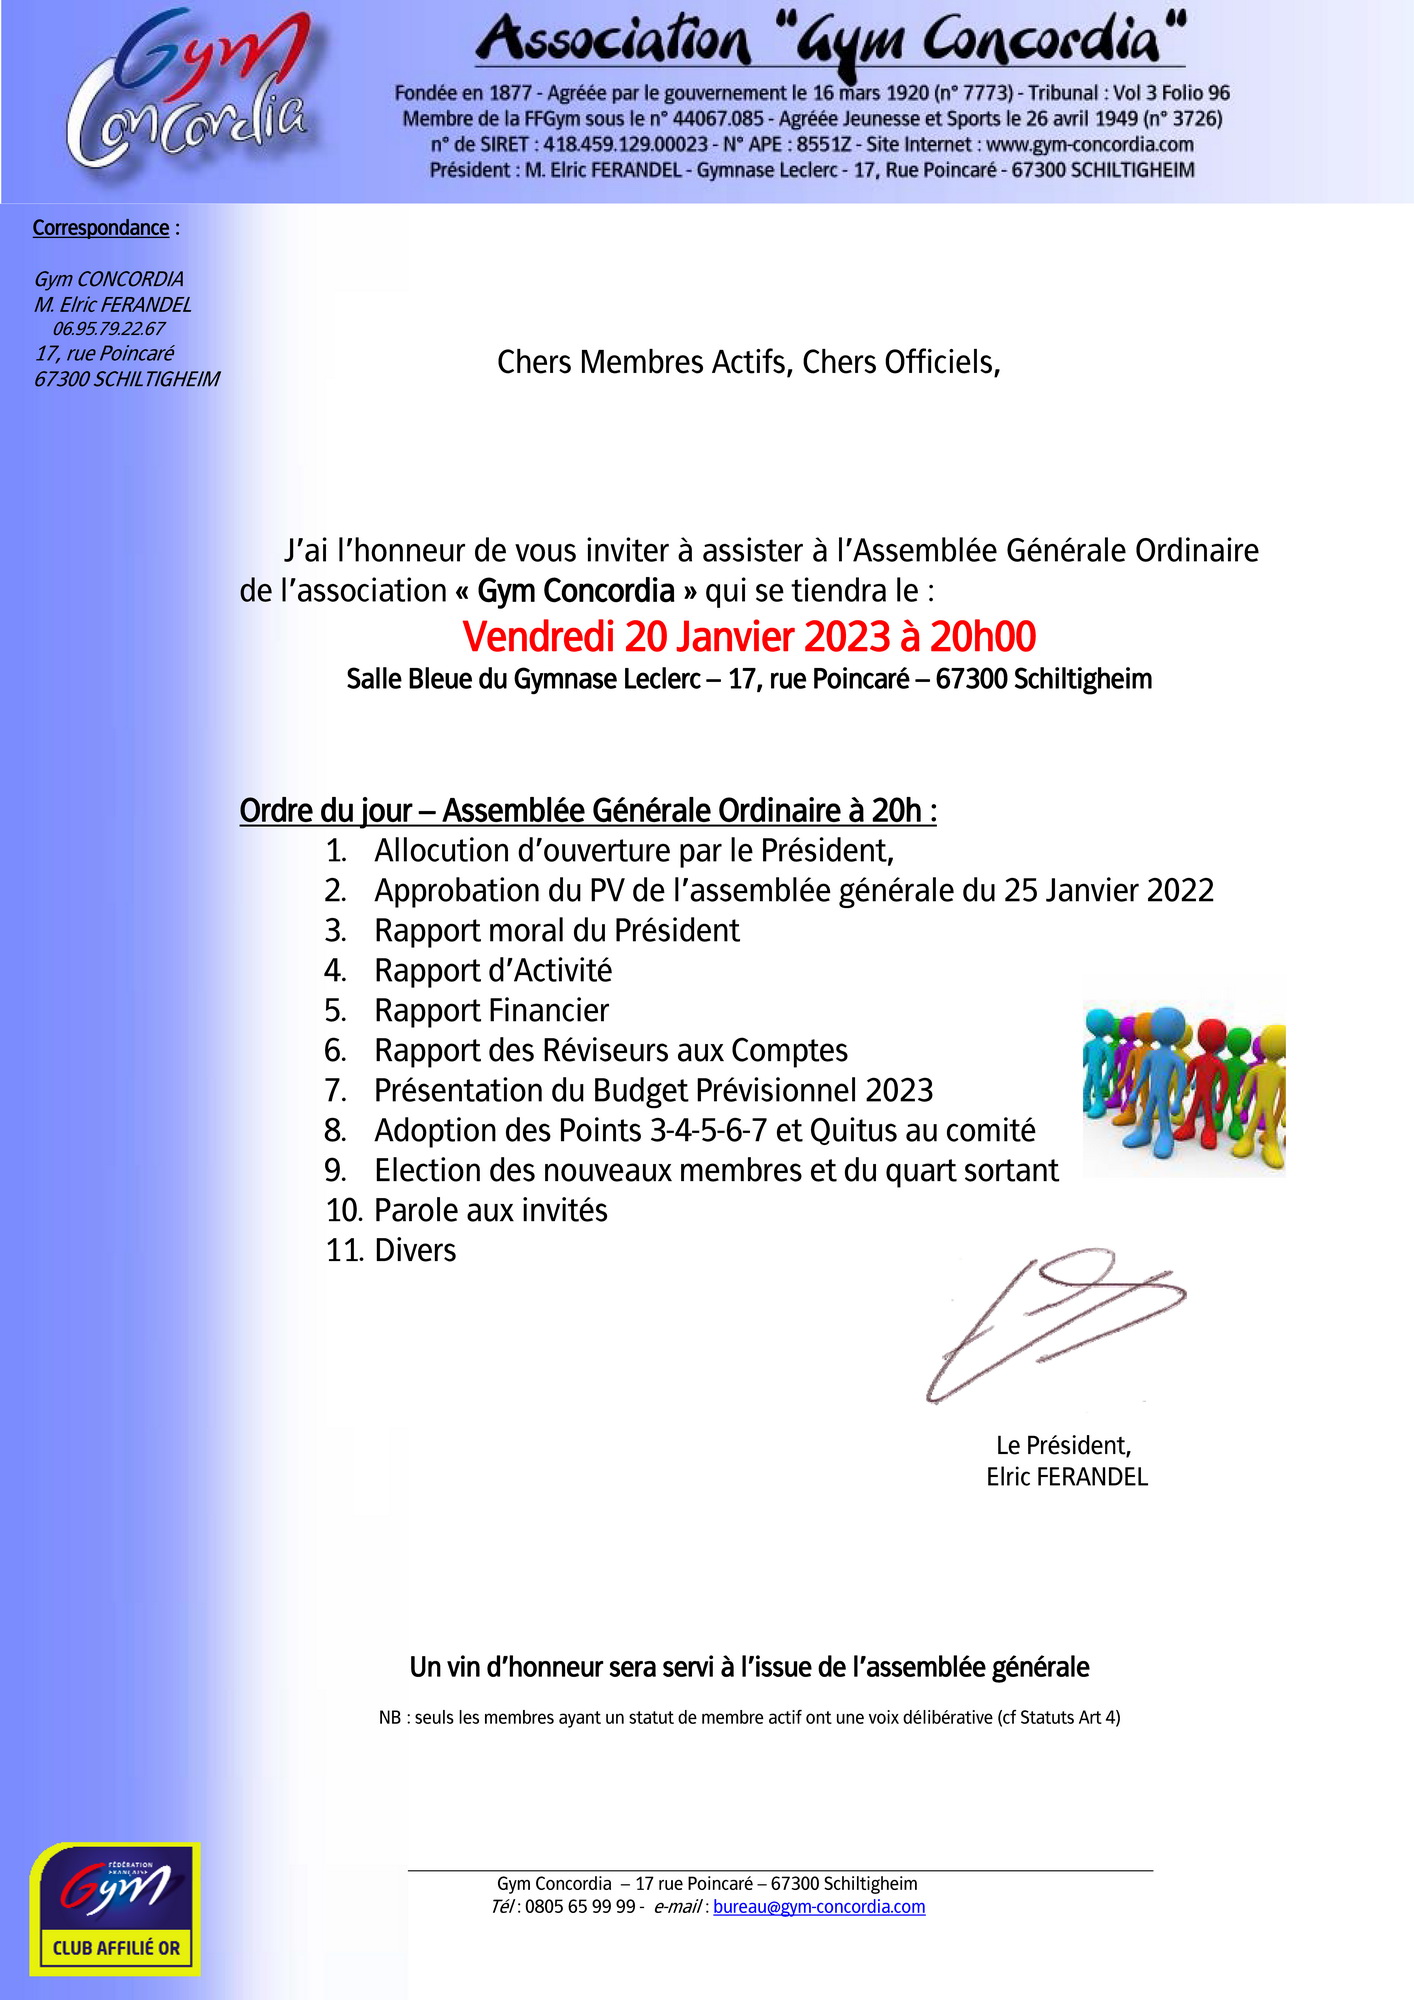 Gym
Concordia
Association "Gym Concordia"
Fondée en 1877 - Agréée par le gouvernement le 16 mars 1920 (n° 7773) - Tribunal : Vol 3 Folio 96
Membre de la FFGym sous le n° 44067.085 - Agréée Jeunesse et Sports le 26 avril 1949 (n° 3726)
n° de SIRET : 418.459.129.00023 - N° APE : 8551Z - Site Internet : www.gym-concordia.com
Président : M. Elric FERANDEL - Gymnase Leclerc - 17, Rue Poincaré - 67300 SCHILTIGHEIM
Correspondance :
Gym CONCORDIA
M. Elric FERANDEL
06.95.79.22.67
17, rue Poincaré
67300 SCHILTIGHEIM
Chers Membres Actifs, Chers Officiels,
J’ai l’honneur de vous inviter à assister à l’Assemblée Générale Ordinaire
de l’association « Gym Concordia » qui se tiendra le :
Vendredi 20 Janvier 2023 à 20h00
Salle Bleue du Gymnase Leclerc – 17, rue Poincaré – 67300 Schiltigheim
Ordre du jour – Assemblée Générale Ordinaire à 20h :
1. Allocution d’ouverture par le Président,
2. Approbation du PV de l’assemblée générale du 25 Janvier 2022
3. Rapport moral du Président
4. Rapport d’Activité
5. Rapport Financier
6. Rapport des Réviseurs aux Comptes
7. Présentation du Budget Prévisionnel 2023
8. Adoption des Points 3-4-5-6-7 et Quitus au comité
9. Election des nouveaux membres et du quart sortant
10. Parole aux invités
11. Divers
Le Président,
Elric FERANDEL
Un vin d’honneur sera servi à l’issue de l’assemblée générale
NB : seuls les membres ayant un statut de membre actif ont une voix délibérative (cf Statuts Art 4)
FÉDÉRATION
FRANÇAISE
Gym
CLUB AFFILIÉ OR
Gym Concordia – 17 rue Poincaré – 67300 Schiltigheim
Tél : 0805 65 99 99 - e-mail : bureau@gym-concordia.com